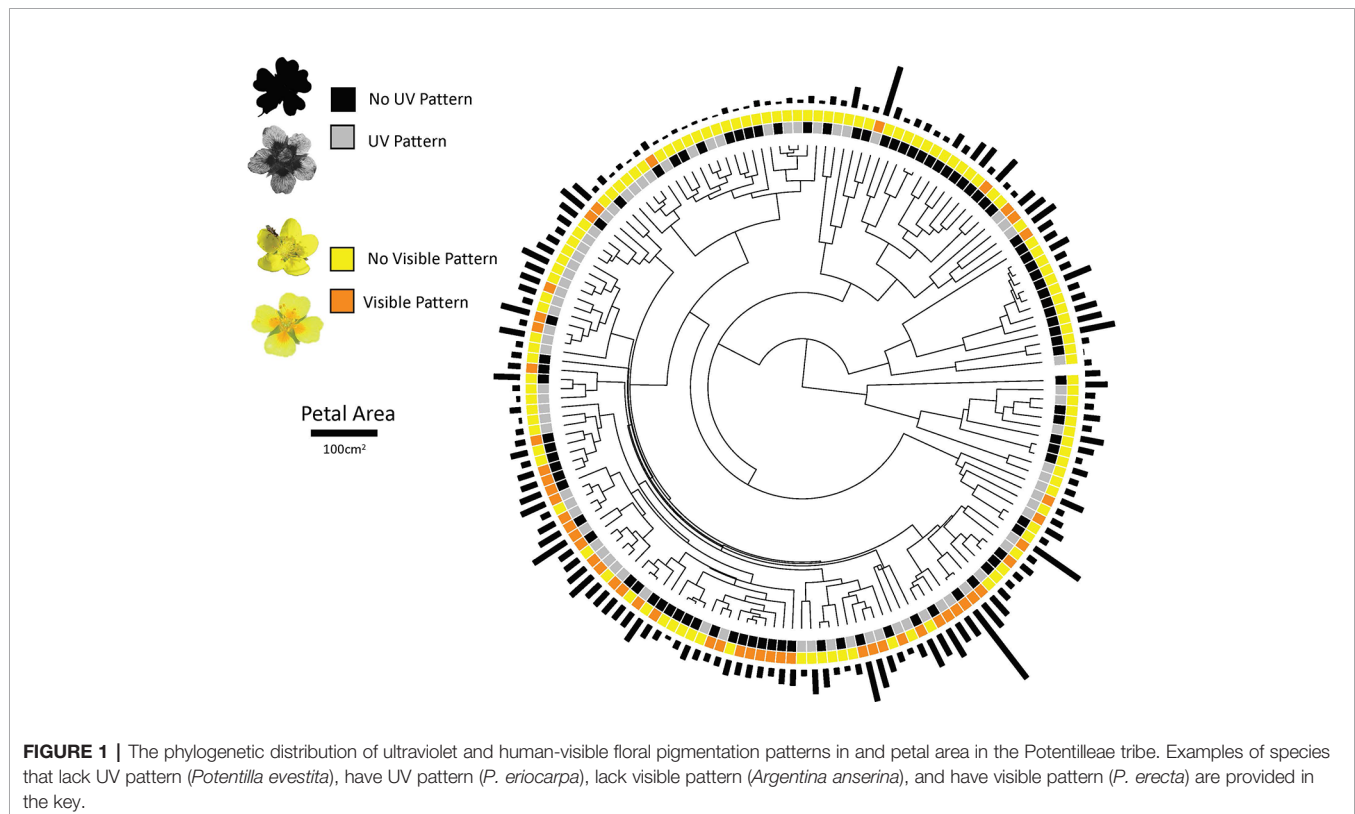 No UV Pattern
UV Pattern
No Visible Pattern
Visible Pattern
Petal Area
100cm²
FIGURE 1 | The phylogenetic distribution of ultraviolet and human-visible floral pigmentation patterns in and petal area in the Potentilleae tribe. Examples of species
that lack UV pattern (Potentilla evestita), have UV pattern (P. eriocarpa), lack visible pattern (Argentina anserina), and have visible pattern (P. erecta) are provided in
the key.